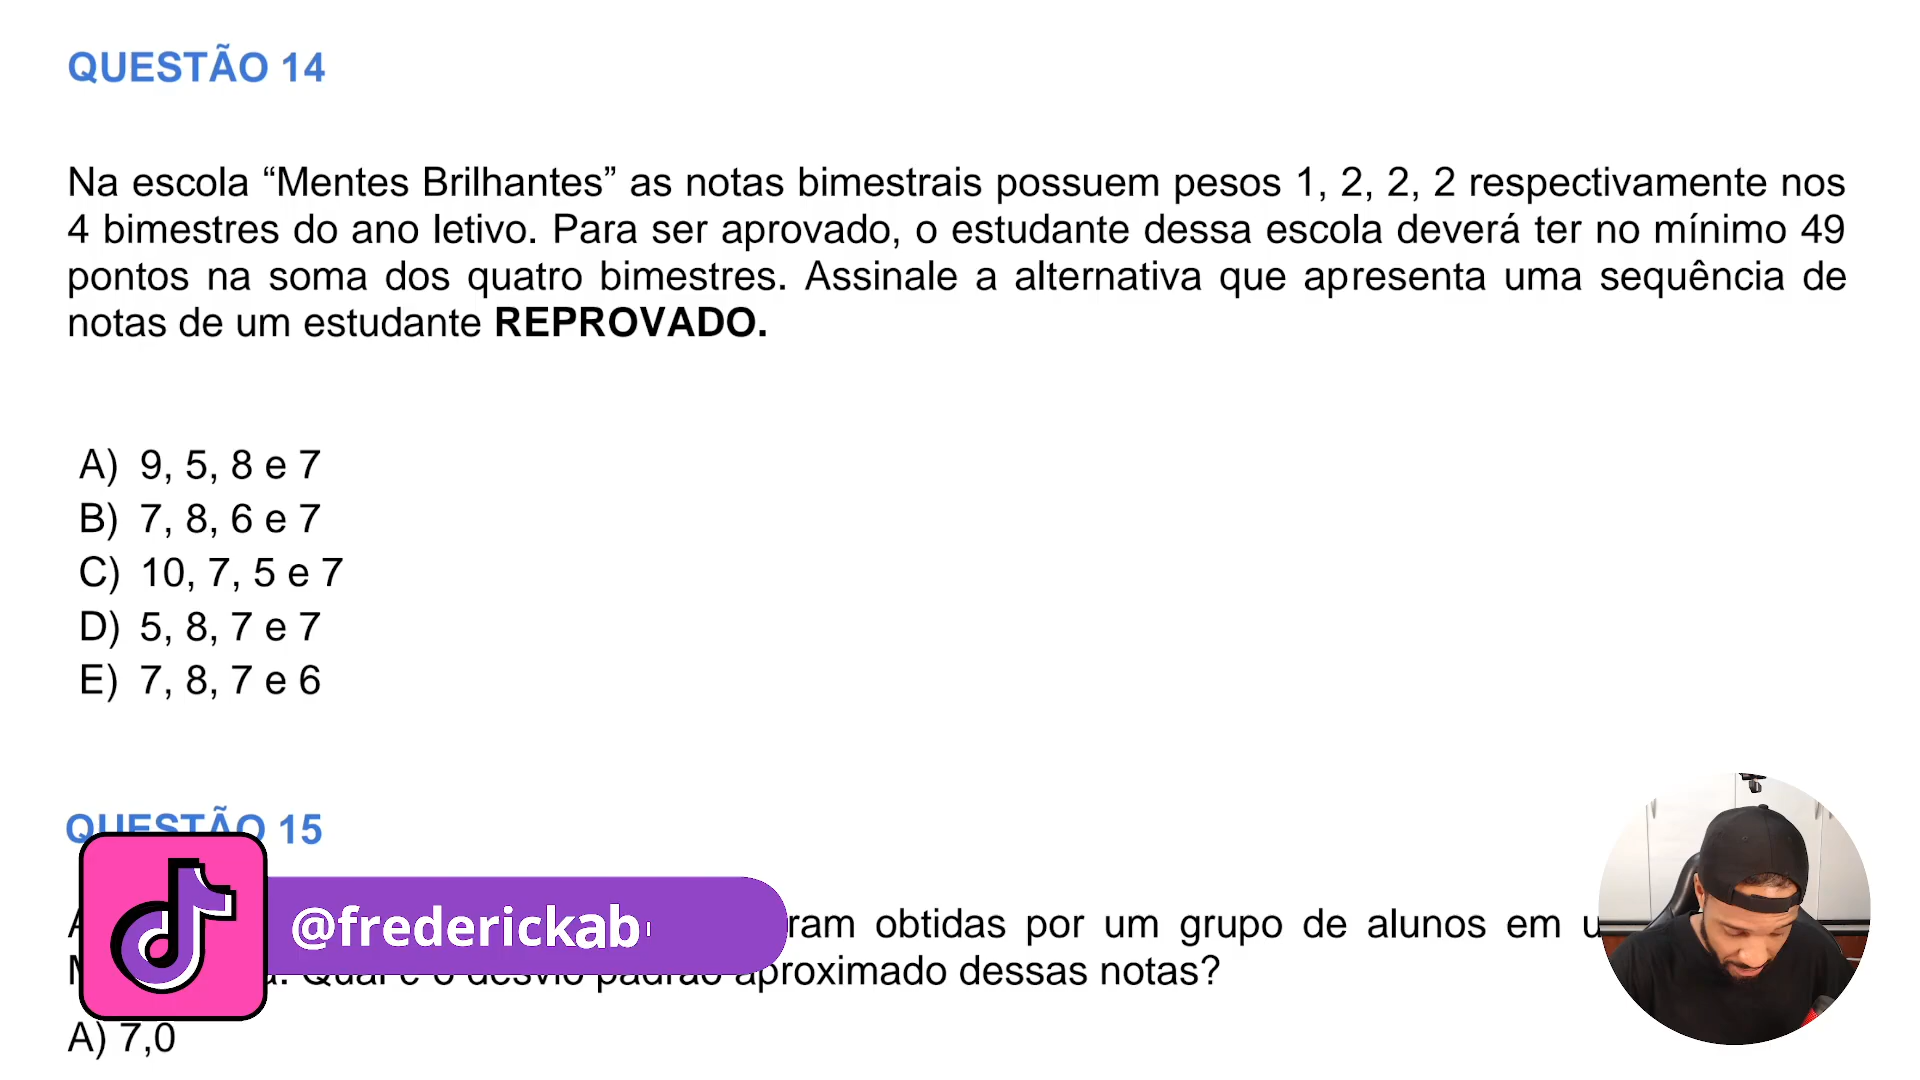 QUESTÃO 14
Na escola “Mentes Brilhantes” as notas bimestrais possuem pesos 1, 2, 2, 2 respectivamente nos
4 bimestres do ano letivo. Para ser aprovado, o estudante dessa escola deverá ter no mínimo 49
pontos na soma dos quatro bimestres. Assinale a alternativa que apresenta uma sequência de
notas de um estudante REPROVADO.
A) 9, 5, 8 e 7
B) 7, 8, 6 e 7
C) 10, 7, 5 e 7
D) 5, 8, 7 e 7
E) 7, 8, 7 e 6
QUESTÃO 15
@frederickab
obtidas por um grupo de alunos em
Qual é o desvio padrão aproximado dessas notas?
A) 7,0